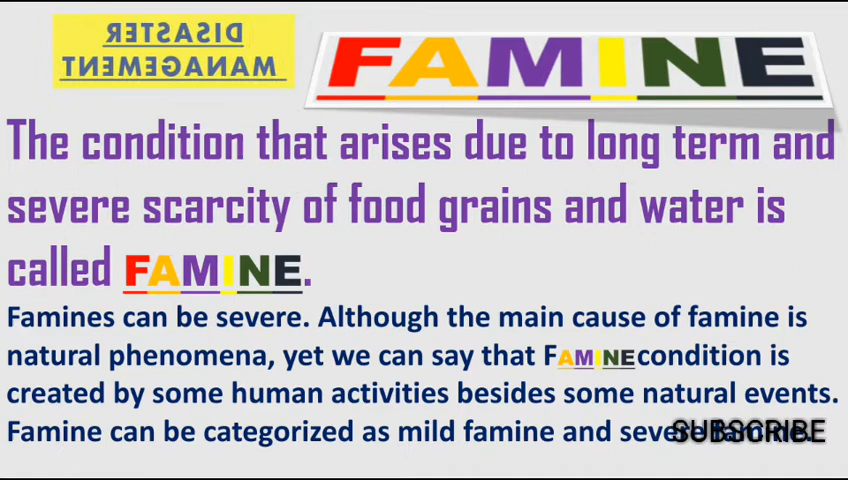 DISASTER
MANAGEMENT
FAMINE
The condition that arises due to long term and
severe scarcity of food grains and water is
called FAMINE.
Famines can be severe. Although the main cause of famine is
natural phenomena, yet we can say that FAMINE condition is
created by some human activities besides some natural events.
Famine can be categorized as mild famine and severe famine.
SUBSCRIBE